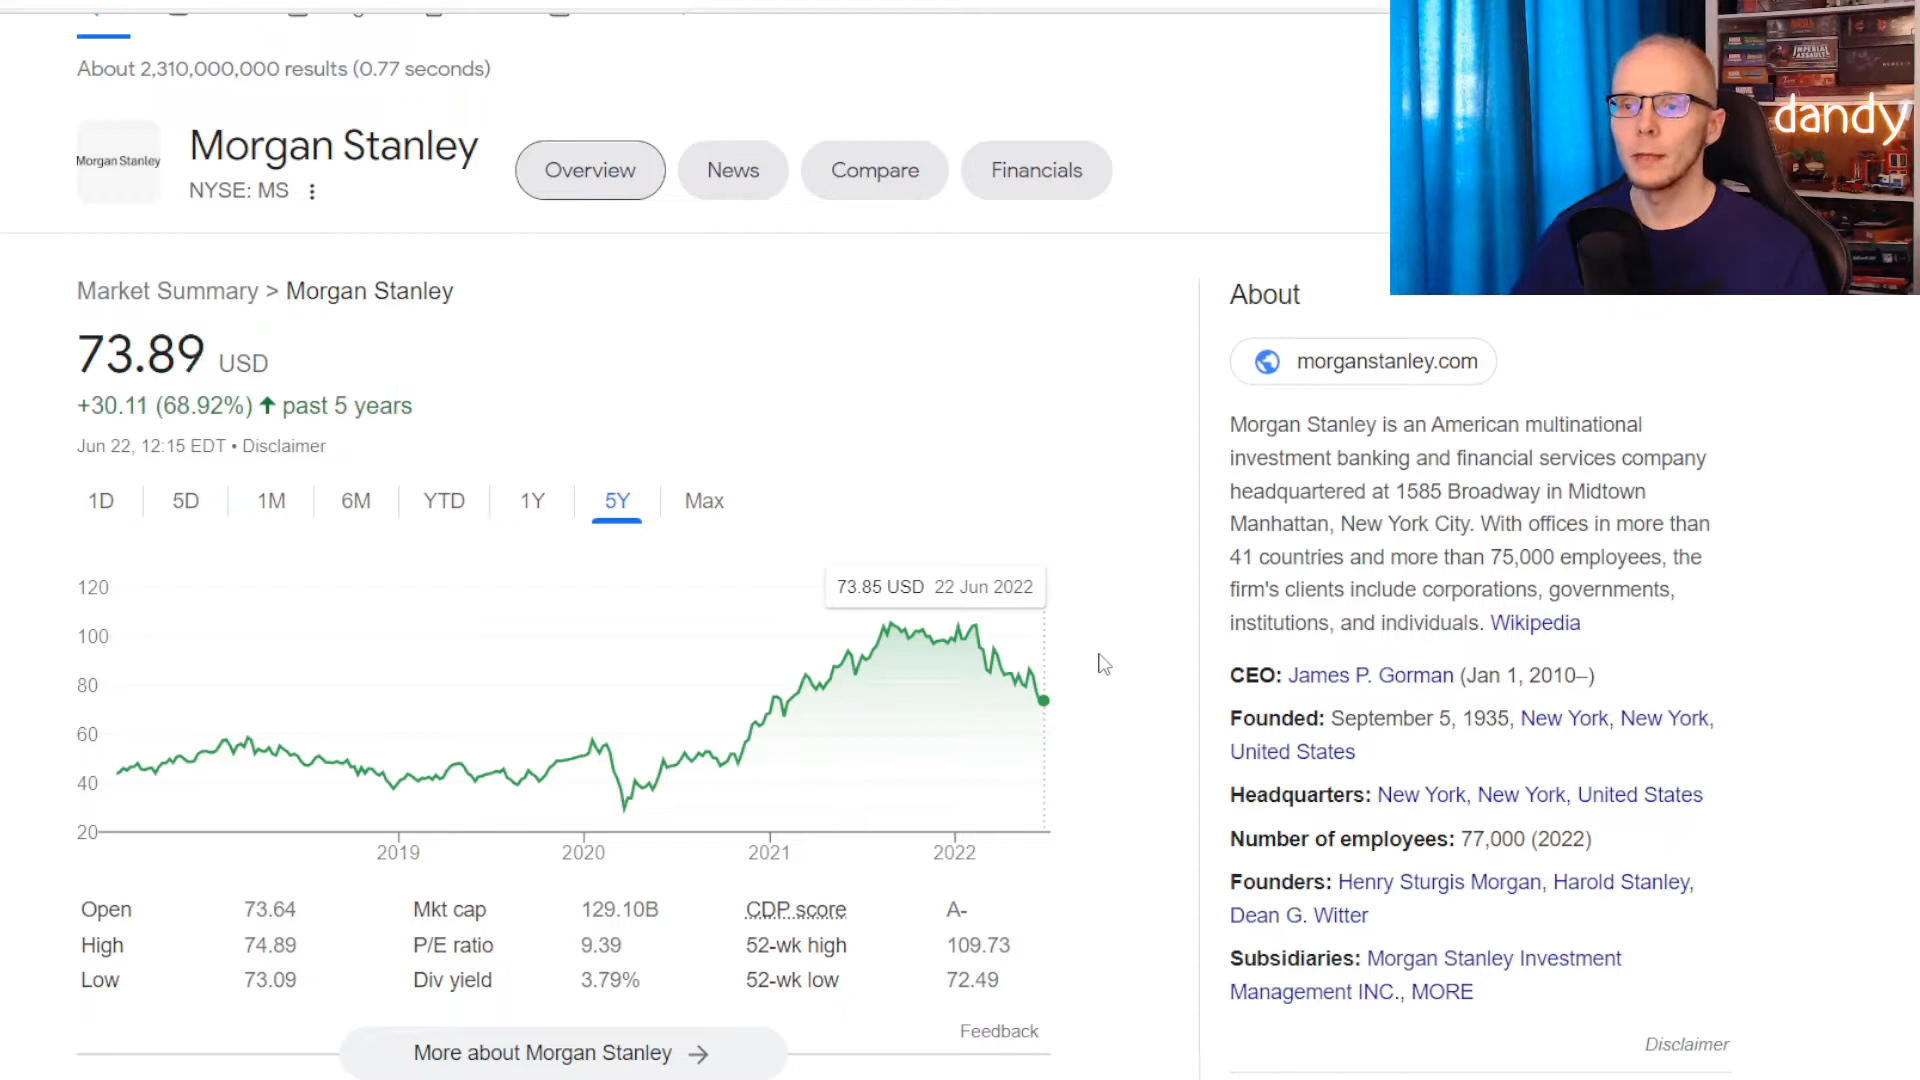 About 2,310,000,000 results (0.77 seconds)
Morgan Stanley
Morgan Stanley
NYSE: MS
Overview
News
Compare
Financials
dandy
IMPERIAL
ASSAULT
Market Summary > Morgan Stanley
73.89 USD
+30.11 (68.92%) ↑ past 5 years
Jun 22, 12:15 EDT • Disclaimer
1D
5D
1M
6M
YTD
1Y
5Y
Max
73.85 USD 22 Jun 2022
120
100
80
60
40
20
2019
2020
2021
2022
Open 73.64 Mkt cap 129.10B CDP score A-
High 74.89 P/E ratio 9.39 52-wk high 109.73
Low 73.09 Div yield 3.79% 52-wk low 72.49
Feedback
More about Morgan Stanley →
About
morganstanley.com
Morgan Stanley is an American multinational
investment banking and financial services company
headquartered at 1585 Broadway in Midtown
Manhattan, New York City. With offices in more than
41 countries and more than 75,000 employees, the
firm's clients include corporations, governments,
institutions, and individuals. Wikipedia
CEO: James P. Gorman (Jan 1, 2010–)
Founded: September 5, 1935, New York, New York,
United States
Headquarters: New York, New York, United States
Number of employees: 77,000 (2022)
Founders: Henry Sturgis Morgan, Harold Stanley,
Dean G. Witter
Subsidiaries: Morgan Stanley Investment
Management INC., MORE
Disclaimer